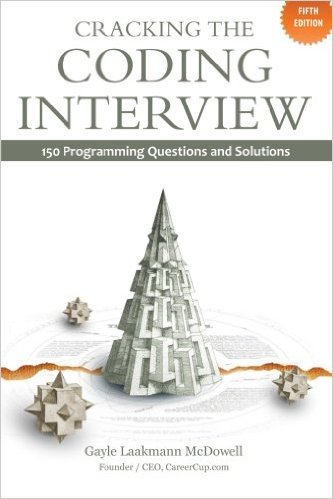 FIFTH
EDITION
CRACKING THE
CODING
INTERVIEW
150 Programming Questions and Solutions
Gayle Laakmann McDowell
Founder / CEO, CareerCup.com